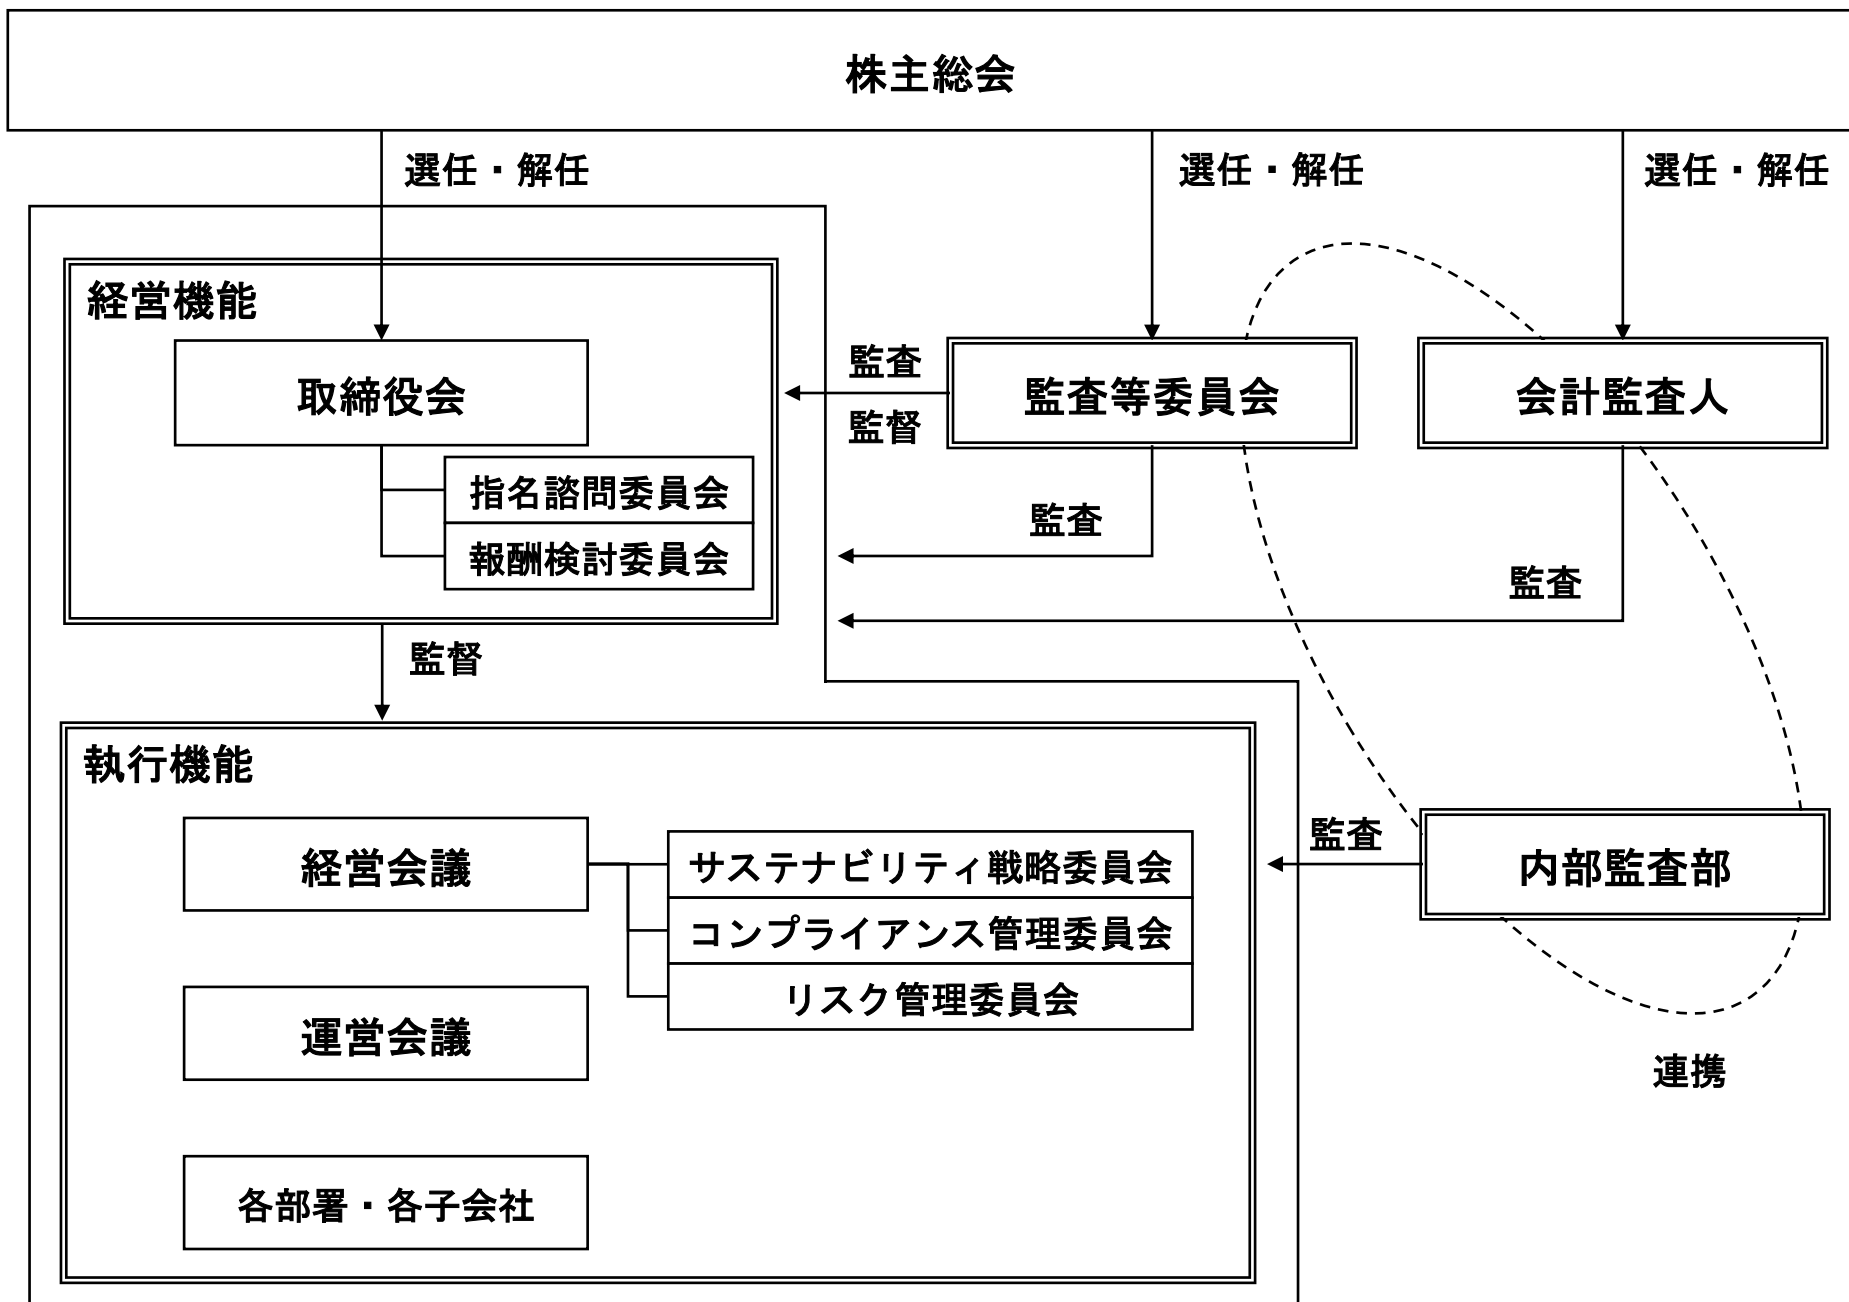 株主総会
選任・解任
選任・解任
選任・解任
経営機能
取締役会
監査
監督
監査等委員会
会計監査人
指名諮問委員会
報酬検討委員会
監査
監査
監督
執行機能
経営会議
サステナビリティ戦略委員会
コンプライアンス管理委員会
リスク管理委員会
監査
内部監査部
運営会議
連携
各部署・各子会社